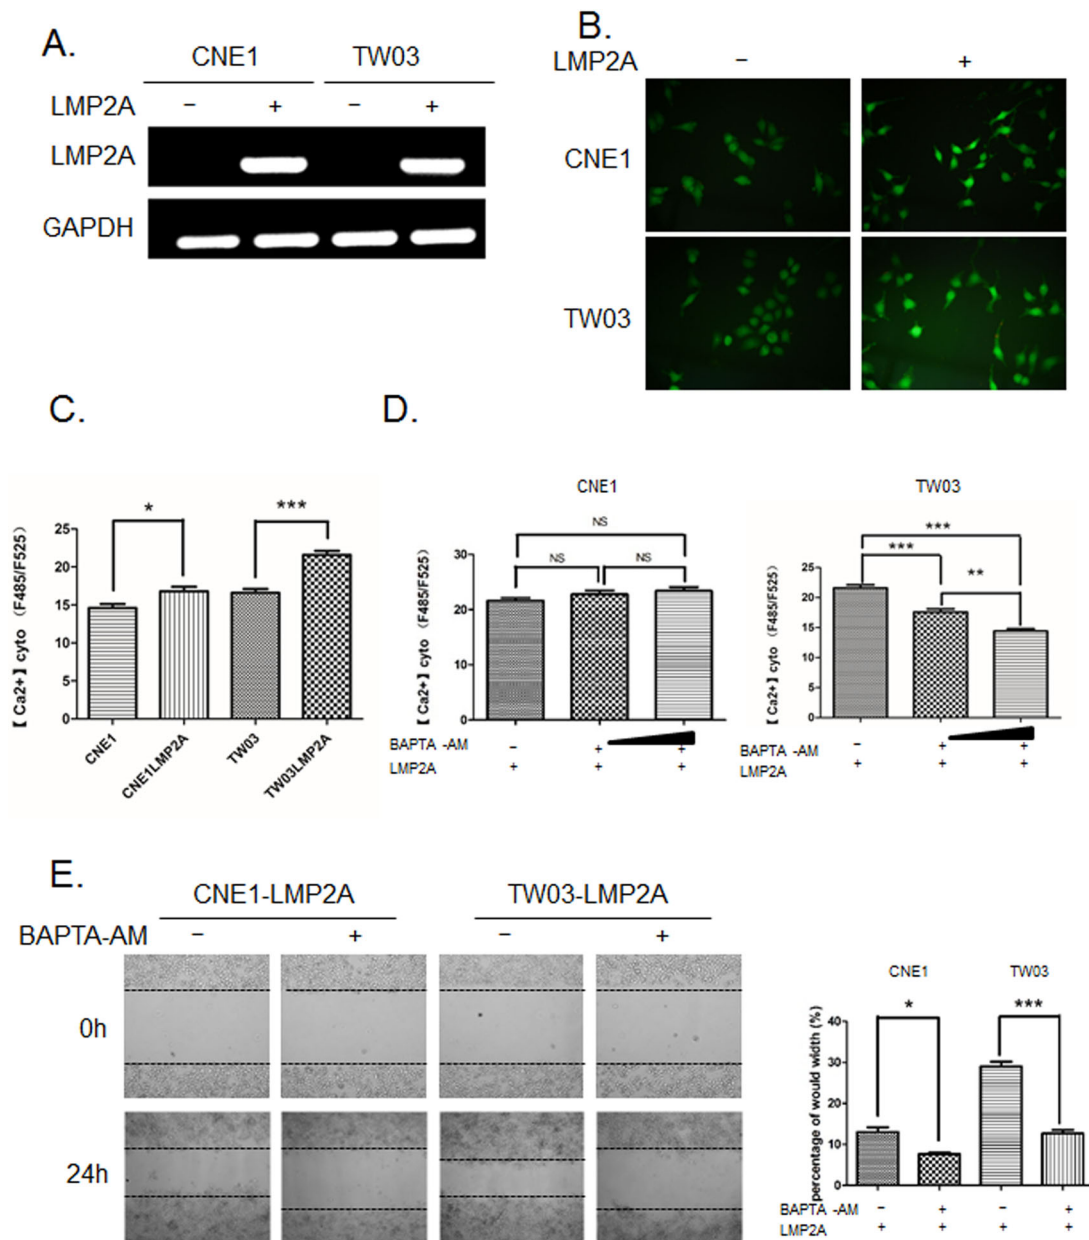 A.
CNE1 TW03
LMP2A − + − +
LMP2A
GAPDH
B.
LMP2A − +
CNE1
TW03
C.
* ***
【Ca2+】cyto (F485/F525)
25
20
15
10
5
0
CNE1
CNE1LMP2A
TW03
TW03LMP2A
D.
CNE1
NS
NS NS
【Ca2+】cyto (F485/F525)
30
20
10
0
BAPTA -AM − + +
LMP2A + + +
TW03
***
***
**
【Ca2+】cyto (F485/F525)
25
20
15
10
5
0
BAPTA -AM − + +
LMP2A + + +
E.
CNE1-LMP2A TW03-LMP2A
BAPTA-AM − + − +
0h
24h
CNE1 TW03
* ***
percentage of would width (%)
40
30
20
10
0
BAPTA -AM − + − +
LMP2A + + + +